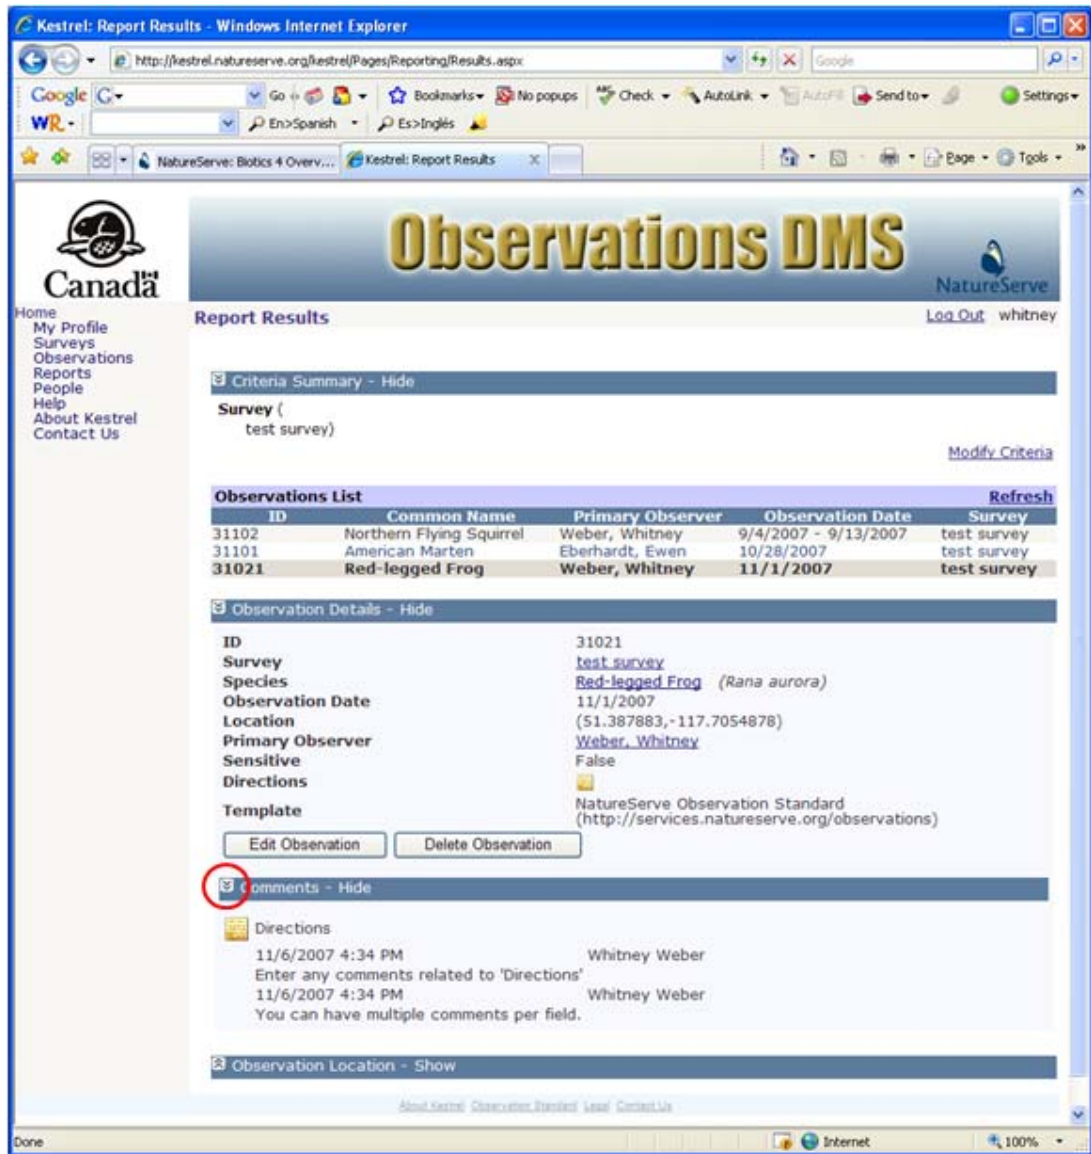 Kestrel: Report Results - Windows Internet Explorer
http://kestrel.natureserve.org/kestrel/Pages/Reporting/Results.aspx Google
Google G Go Bookmarks No popups Check AutoLink AutoFill Send to Settings
WR En>Spanish Es>Inglés
NatureServe: Biotics 4 Overv... Kestrel: Report Results X Page Tools »
Observations DMS
Canada
NatureServe
Home
My Profile
Surveys
Observations
Reports
People
Help
About Kestrel
Contact Us
Report Results Log Out whitney
Criteria Summary - Hide
Survey (
test survey)
Modify Criteria
Observations List Refresh
ID Common Name Primary Observer Observation Date Survey
31102 Northern Flying Squirrel Weber, Whitney 9/4/2007 - 9/13/2007 test survey
31101 American Marten Eberhardt, Ewen 10/28/2007 test survey
31021 Red-legged Frog Weber, Whitney 11/1/2007 test survey
Observation Details - Hide
ID 31021
Survey test survey
Species Red-legged Frog (Rana aurora)
Observation Date 11/1/2007
Location (51.387883,-117.7054878)
Primary Observer Weber, Whitney
Sensitive False
Directions
Template NatureServe Observation Standard
(http://services.natureserve.org/observations)
Edit Observation Delete Observation
Comments - Hide
Directions
11/6/2007 4:34 PM Whitney Weber
Enter any comments related to 'Directions'
11/6/2007 4:34 PM Whitney Weber
You can have multiple comments per field.
Observation Location - Show
About Kestrel Observation Standard Legal Contact Us
Done Internet 100%